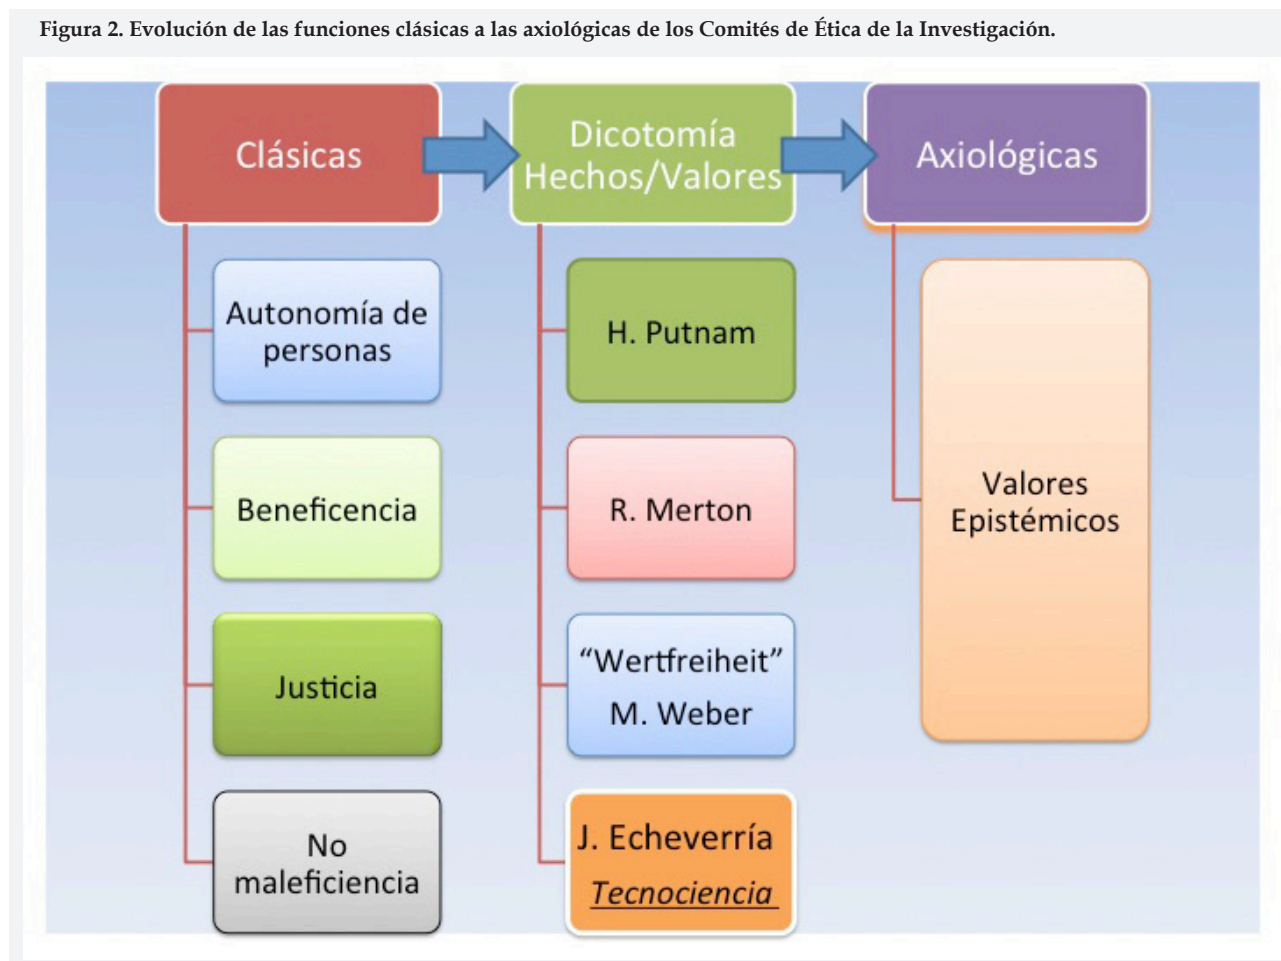 Figura 2. Evolución de las funciones clásicas a las axiológicas de los Comités de Ética de la Investigación.
Clásicas
Autonomía de
personas
Beneficencia
Justicia
No
maleficiencia
Dicotomía
Hechos/Valores
H. Putnam
R. Merton
“Wertfreiheit”
M. Weber
J. Echeverría
Tecnociencia
Axiológicas
Valores
Epistémicos